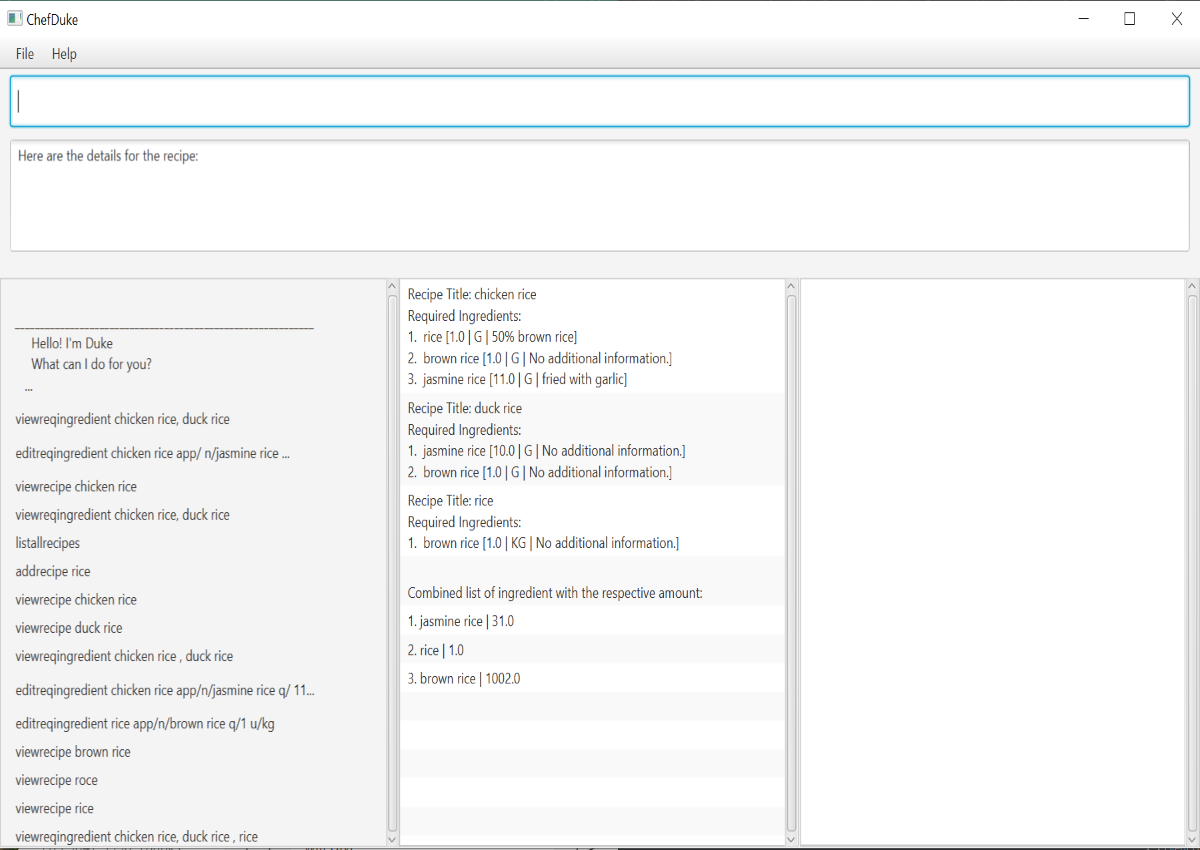 ChefDuke
File Help
Here are the details for the recipe:
____________________________________________________________
Hello! I'm Duke
What can I do for you?
...
viewreqingredient chicken rice, duck rice
editreqingredient chicken rice app/ n/jasmine rice ...
viewrecipe chicken rice
viewreqingredient chicken rice, duck rice
listallrecipes
addrecipe rice
viewrecipe chicken rice
viewrecipe duck rice
viewreqingredient chicken rice , duck rice
editreqingredient chicken rice app/n/jasmine rice q/ 11...
editreqingredient rice app/n/brown rice q/1 u/kg
viewrecipe brown rice
viewrecipe roce
viewrecipe rice
viewreqingredient chicken rice, duck rice , rice
Recipe Title: chicken rice
Required Ingredients:
1. rice [1.0 | G | 50% brown rice]
2. brown rice [1.0 | G | No additional information.]
3. jasmine rice [11.0 | G | fried with garlic]
Recipe Title: duck rice
Required Ingredients:
1. jasmine rice [10.0 | G | No additional information.]
2. brown rice [1.0 | G | No additional information.]
Recipe Title: rice
Required Ingredients:
1. brown rice [1.0 | KG | No additional information.]
Combined list of ingredient with the respective amount:
1. jasmine rice | 31.0
2. rice | 1.0
3. brown rice | 1002.0